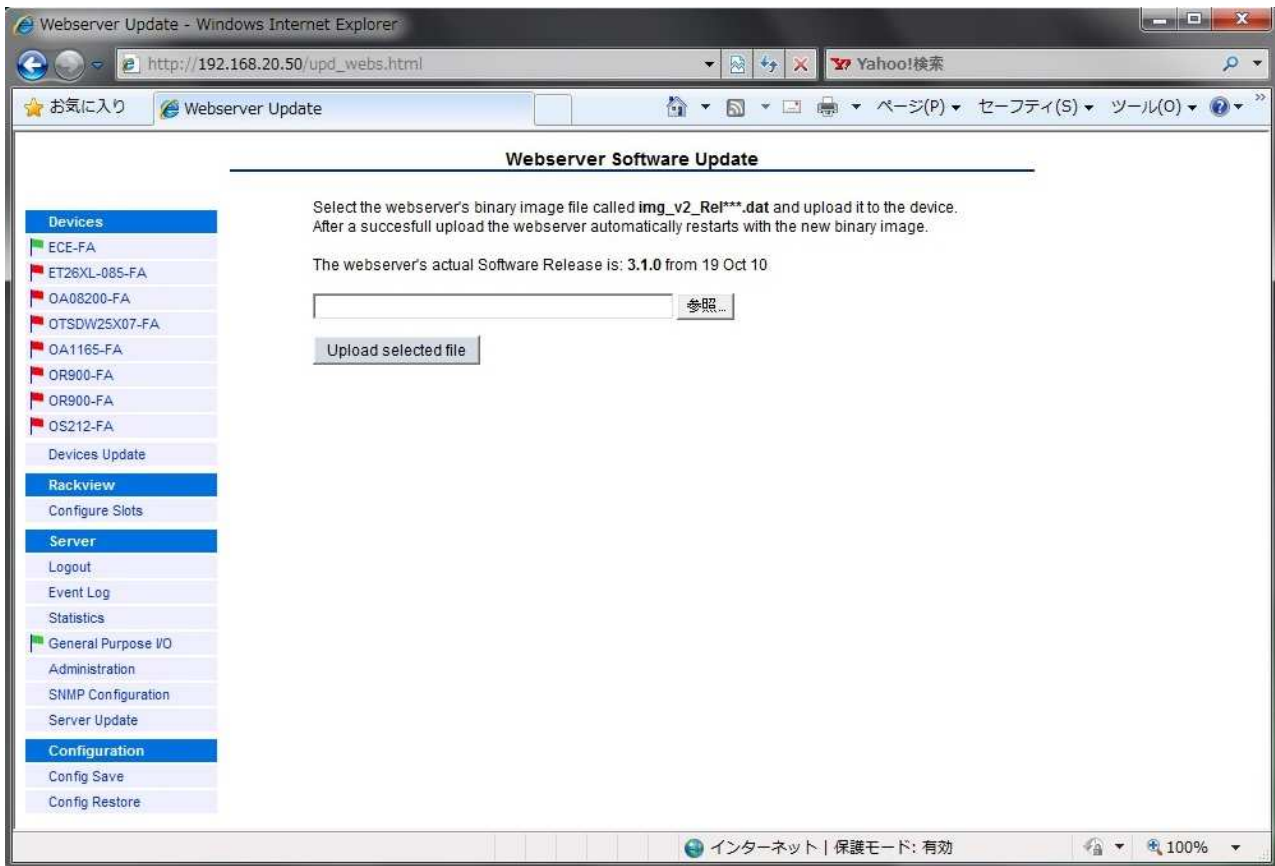 Webserver Update - Windows Internet Explorer
http://192.168.20.50/upd_webs.html
Yahoo!検索
お気に入り
Webserver Update
ページ(P)
セーフティ(S)
ツール(O)
Webserver Software Update
Select the webserver's binary image file called img_v2_Rel***.dat and upload it to the device.
After a succesfull upload the webserver automatically restarts with the new binary image.
The webserver's actual Software Release is: 3.1.0 from 19 Oct 10
参照...
Upload selected file
Devices
ECE-FA
ET26XL-085-FA
OA08200-FA
OTSDW25X07-FA
OA1165-FA
OR900-FA
OR900-FA
OS212-FA
Devices Update
Rackview
Configure Slots
Server
Logout
Event Log
Statistics
General Purpose I/O
Administration
SNMP Configuration
Server Update
Configuration
Config Save
Config Restore
インターネット | 保護モード: 有効
100%